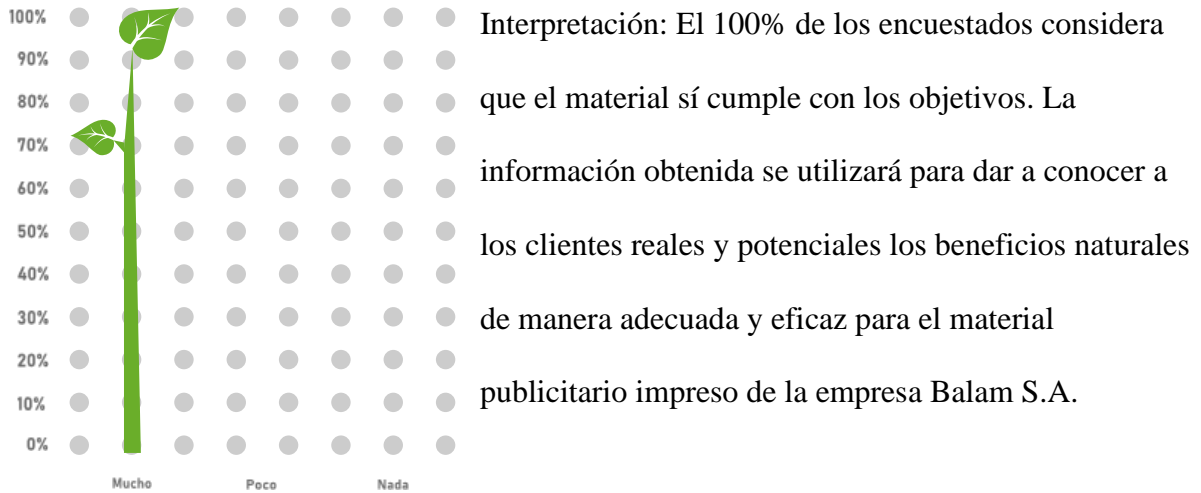 100%
90%
80%
70%
60%
50%
40%
30%
20%
10%
0%
Mucho Poco Nada
Interpretación: El 100% de los encuestados considera
que el material sí cumple con los objetivos. La
información obtenida se utilizará para dar a conocer a
los clientes reales y potenciales los beneficios naturales
de manera adecuada y eficaz para el material
publicitario impreso de la empresa Balam S.A.